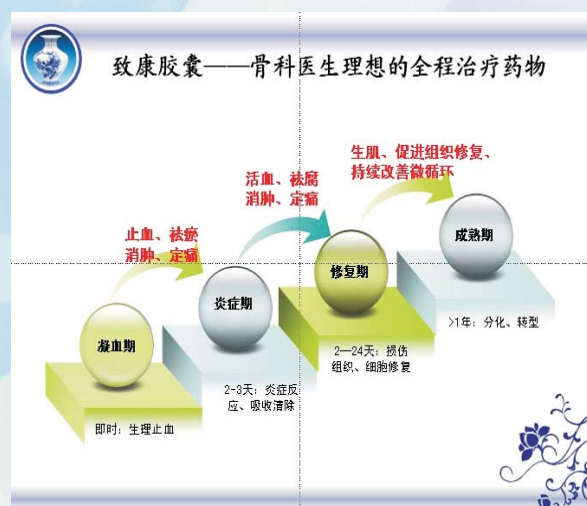 致康胶囊——骨科医生理想的全程治疗药物
生肌、促进组织修复、
持续改善微循环
活血、祛腐
消肿、定痛
止血、祛瘀
消肿、定痛
成熟期
修复期
炎症期
凝血期
>1年：分化、转型
2—24天：损伤
组织、细胞修复
2-3天：炎症反
应、吸收清除
即时：生理止血